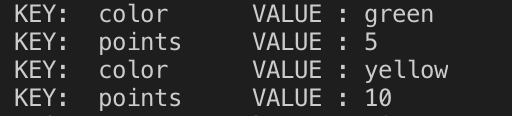 KEY:  color      VALUE : green
KEY:  points     VALUE : 5
KEY:  color      VALUE : yellow
KEY:  points     VALUE : 10